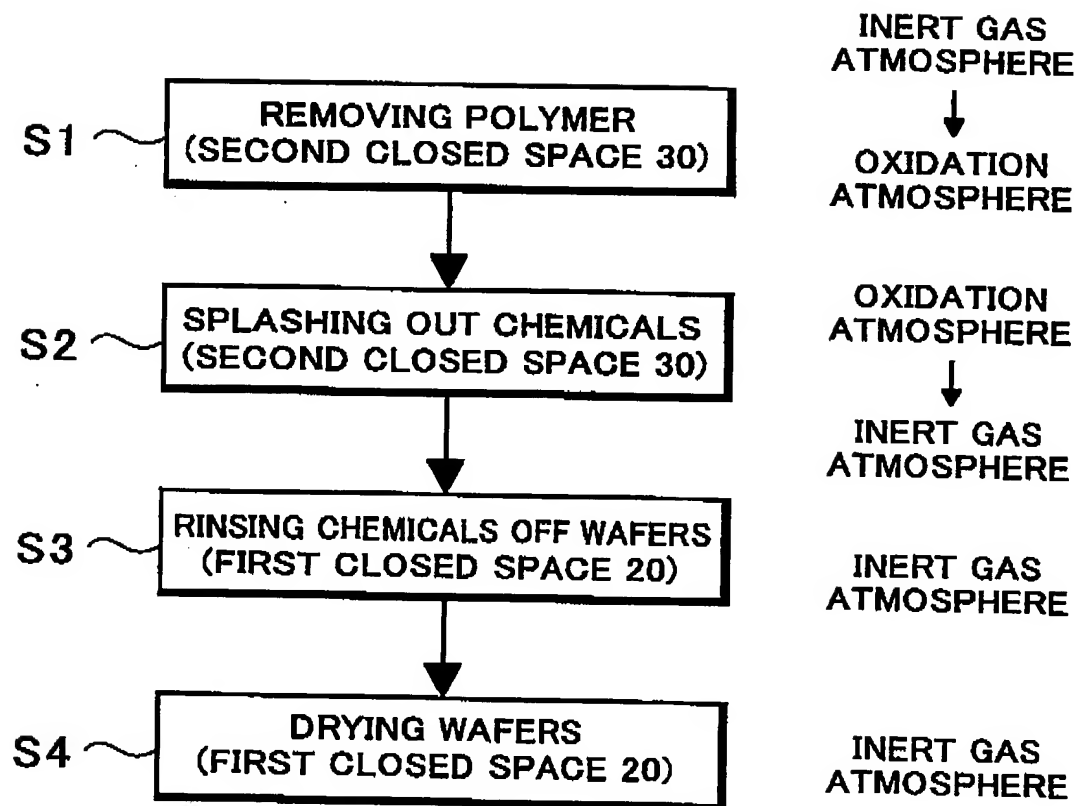 INERT GAS
ATMOSPHERE
S1
REMOVING POLYMER
(SECOND CLOSED SPACE 30)
OXIDATION
ATMOSPHERE
S2
SPLASHING OUT CHEMICALS
(SECOND CLOSED SPACE 30)
OXIDATION
ATMOSPHERE
INERT GAS
ATMOSPHERE
S3
RINSING CHEMICALS OFF WAFERS
(FIRST CLOSED SPACE 20)
INERT GAS
ATMOSPHERE
S4
DRYING WAFERS
(FIRST CLOSED SPACE 20)
INERT GAS
ATMOSPHERE